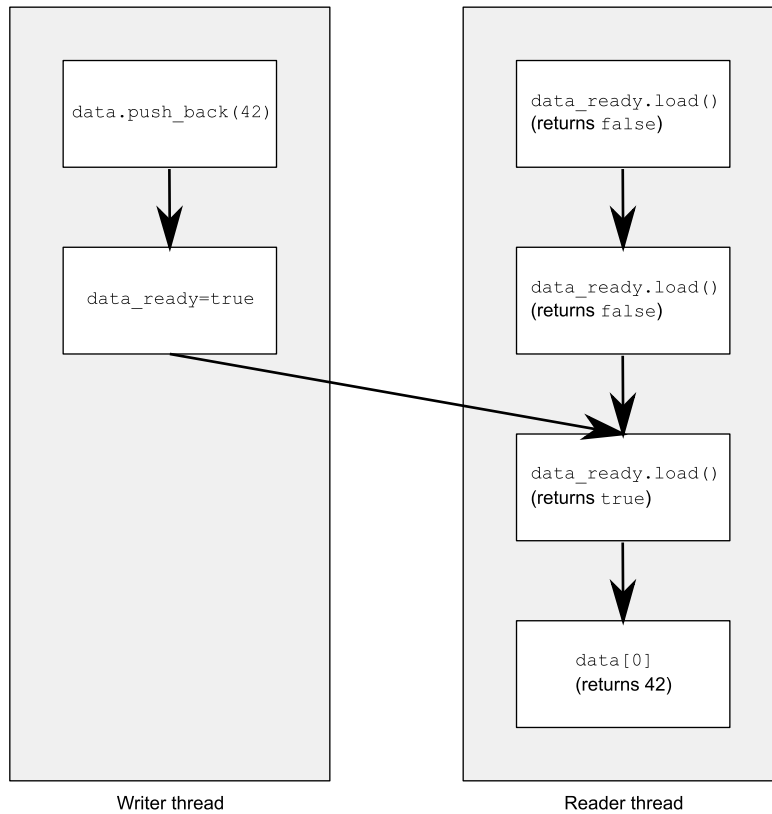 data.push_back(42)
data_ready=true
Writer thread
data_ready.load()
(returns false)
data_ready.load()
(returns false)
data_ready.load()
(returns true)
data[0]
(returns 42)
Reader thread